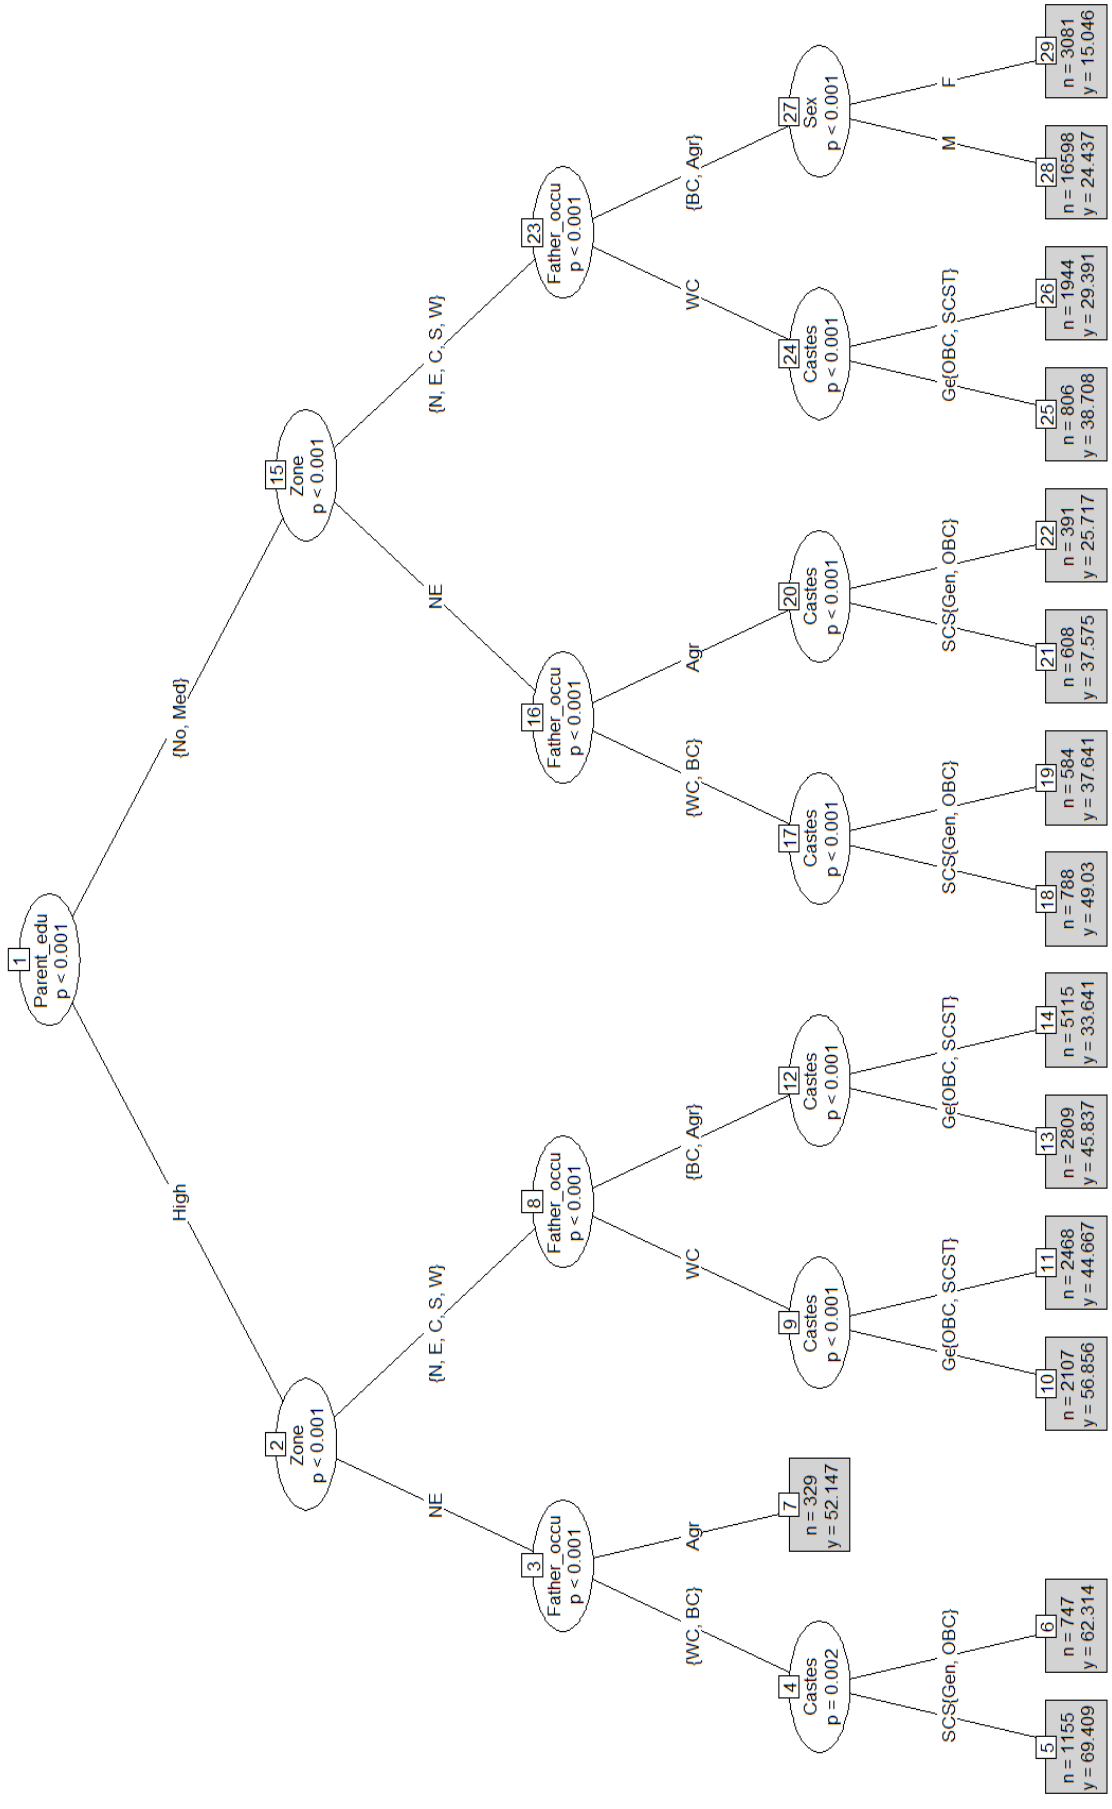 1
Parent_edu
p < 0.001
High
{No, Med}
2
Zone
p < 0.001
15
Zone
p < 0.001
NE
{N, E, C, S, W}
NE
{N, E, C, S, W}
3
Father_occu
p < 0.001
8
Father_occu
p < 0.001
16
Father_occu
p < 0.001
23
Father_occu
p < 0.001
{WC, BC}
Agr
WC
{BC, Agr}
{WC, BC}
Agr
WC
{BC, Agr}
4
Castes
p = 0.002
7
n = 329
y = 52.147
9
Castes
p < 0.001
12
Castes
p < 0.001
17
Castes
p < 0.001
20
Castes
p < 0.001
24
Castes
p < 0.001
27
Sex
p < 0.001
SCS{Gen, OBC}
Ge{OBC, SCST}
Ge{OBC, SCST}
SCS{Gen, OBC}
SCS{Gen, OBC}
Ge{OBC, SCST}
M
F
5
n = 1155
y = 69.409
6
n = 747
y = 62.314
10
n = 2107
y = 56.856
11
n = 2468
y = 44.667
13
n = 2809
y = 45.837
14
n = 5115
y = 33.641
18
n = 788
y = 49.03
19
n = 584
y = 37.641
21
n = 608
y = 37.575
22
n = 391
y = 25.717
25
n = 806
y = 38.708
26
n = 1944
y = 29.391
28
n = 16598
y = 24.437
29
n = 3081
y = 15.046